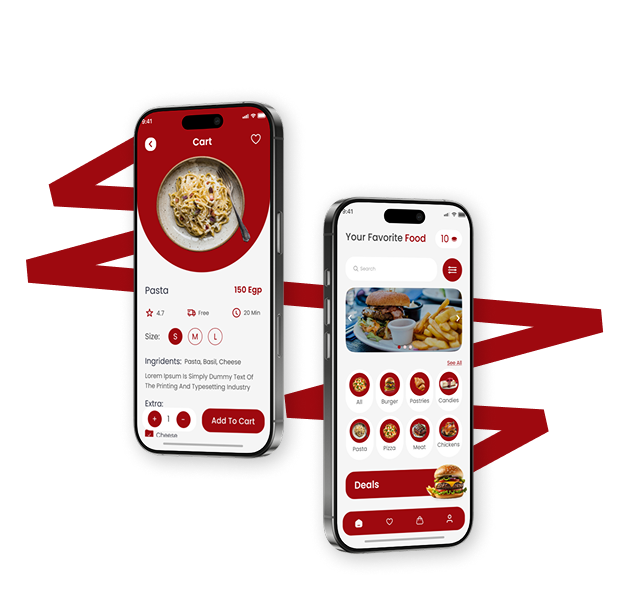 9:41
Cart
Pasta
150 Egp
4.7
Free
20 Min
Size:
S
M
L
Ingridents: Pasta, Basil, Cheese
Lorem Ipsum Is Simply Dummy Text Of
The Printing And Typesetting Industry
Extra:
+ 1 -
Add To Cart
Cheese
9:41
Your Favorite Food
10
Search
See All
All
Burger
Pastries
Candies
Pasta
Pizza
Meat
Chickens
Deals